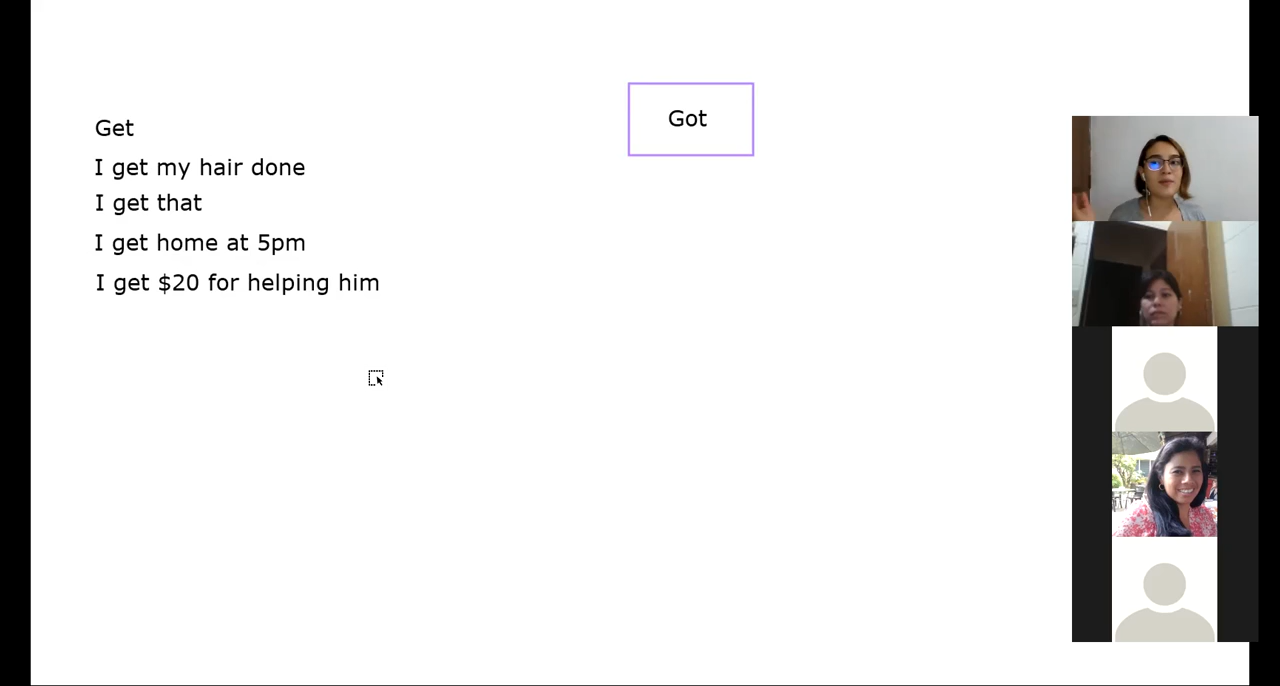 Get
I get my hair done
I get that
I get home at 5pm
I get $20 for helping him
Got